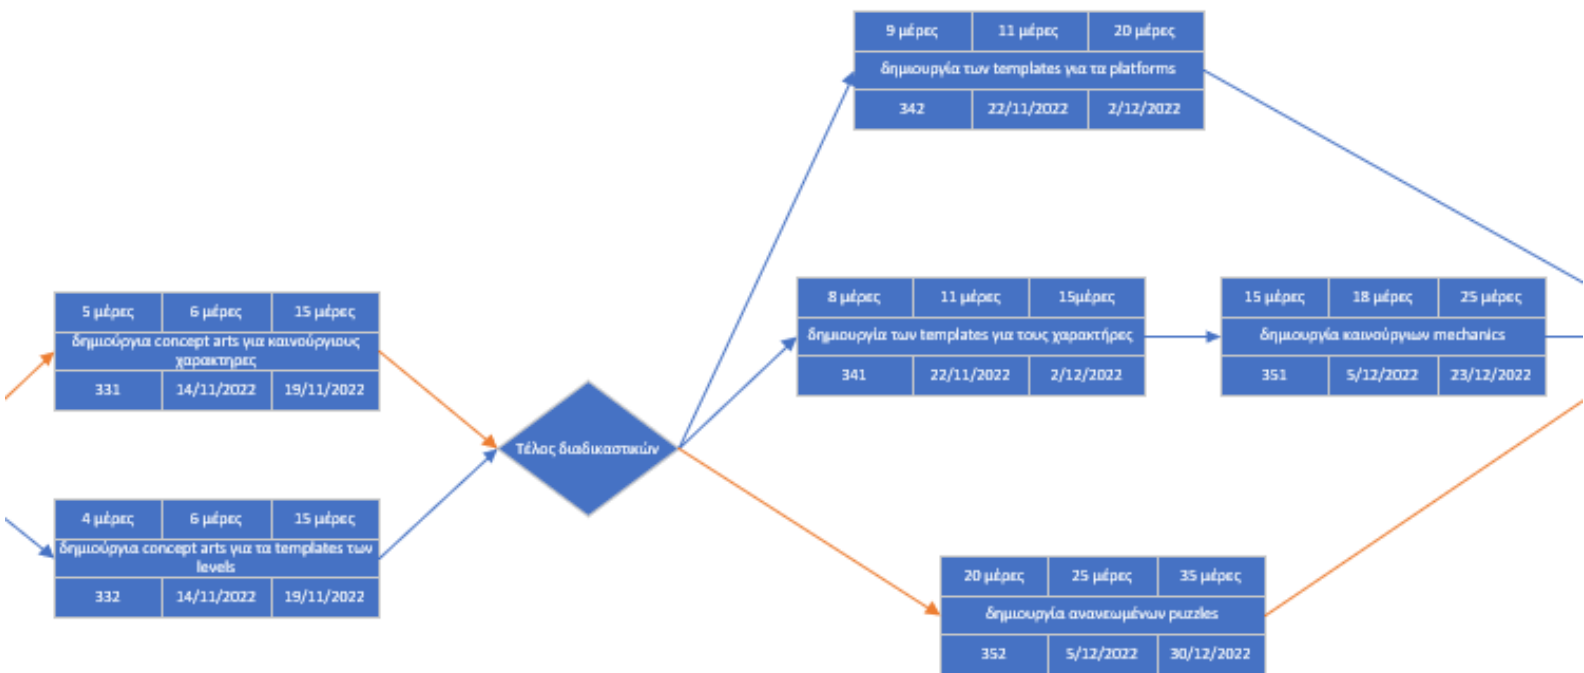 9 μέρες 11 μέρες 20 μέρες
δημιουργία των templates για τα platforms
342 22/11/2022 2/12/2022
5 μέρες 6 μέρες 15 μέρες
δημιούργια concept arts για καινούργιους
χαρακτηρες
331 14/11/2022 19/11/2022
4 μέρες 6 μέρες 15 μέρες
δημιούργια concept arts για τα templates των
levels
332 14/11/2022 19/11/2022
Τέλος διαδικαστικών
8 μέρες 11 μέρες 15μέρες
δημιουργία των templates για τους χαρακτήρες
341 22/11/2022 2/12/2022
15 μέρες 18 μέρες 25 μέρες
δημιουργία καινούργιων mechanics
351 5/12/2022 23/12/2022
20 μέρες 25 μέρες 35 μέρες
δημιουργία ανανεωμένων puzzles
352 5/12/2022 30/12/2022